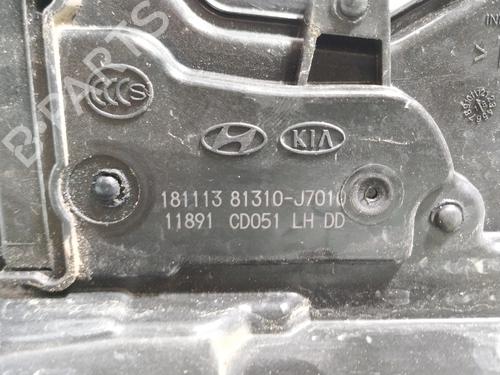 B-PARTS
CCC S
KIA
181113 81310-J7010
11891 CD051 LH DD